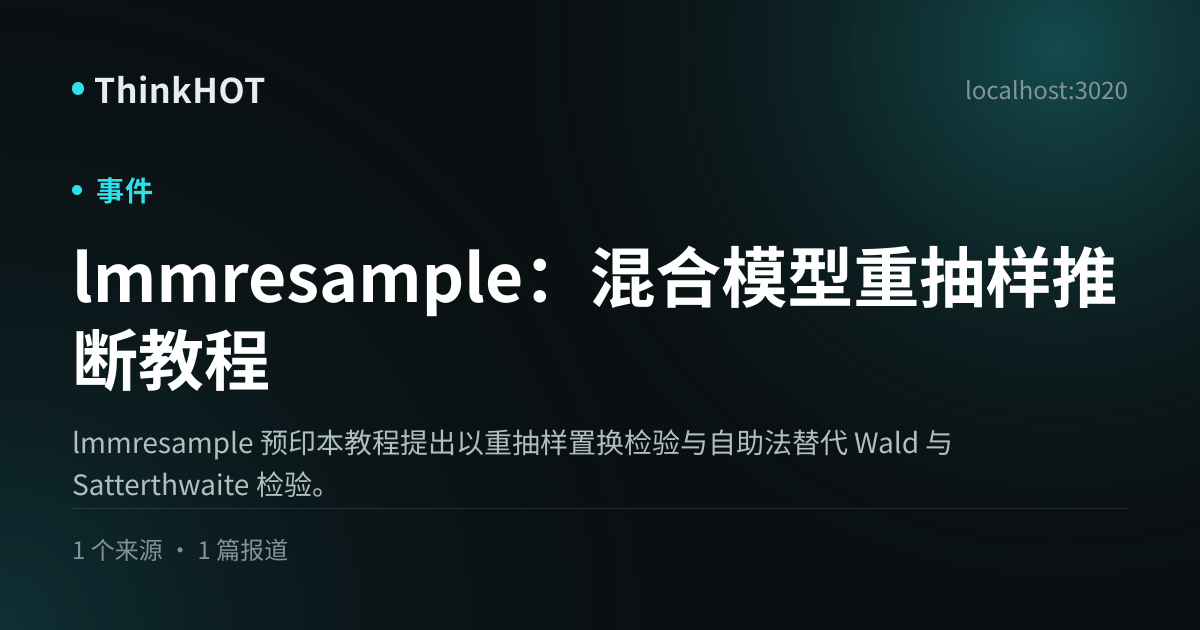 ThinkHOT
localhost:3020
事件
lmmresample：混合模型重抽样推
断教程
lmmresample 预印本教程提出以重抽样置换检验与自助法替代 Wald 与
Satterthwaite 检验。
1 个来源 · 1 篇报道